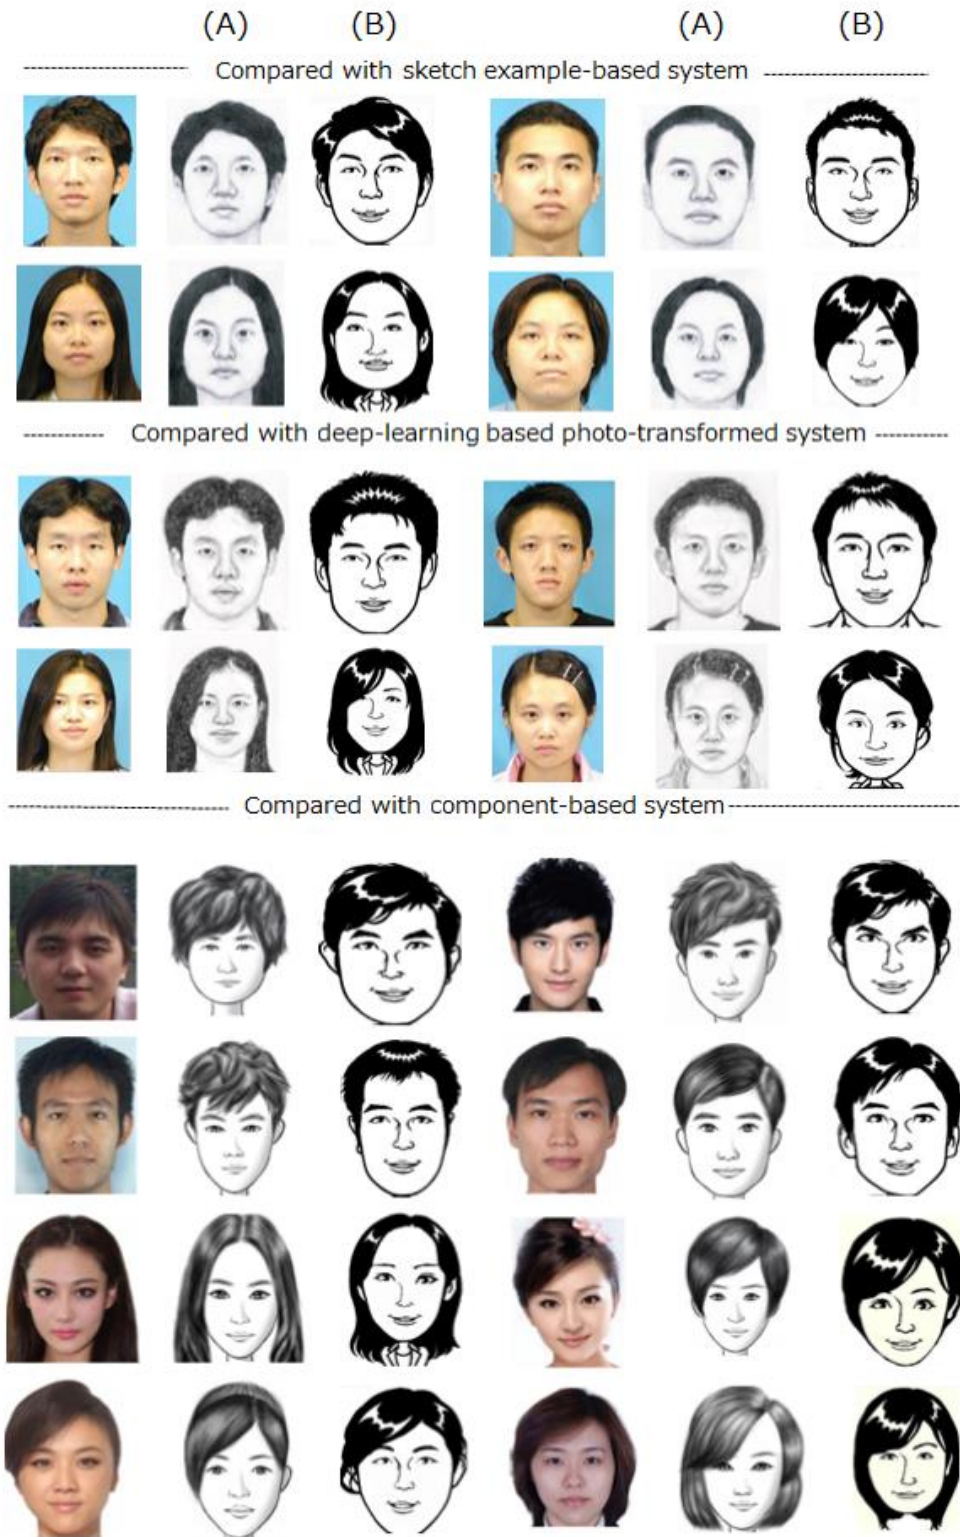 (A) (B) (A) (B)
Compared with sketch example-based system
Compared with deep-learning based photo-transformed system
Compared with component-based system